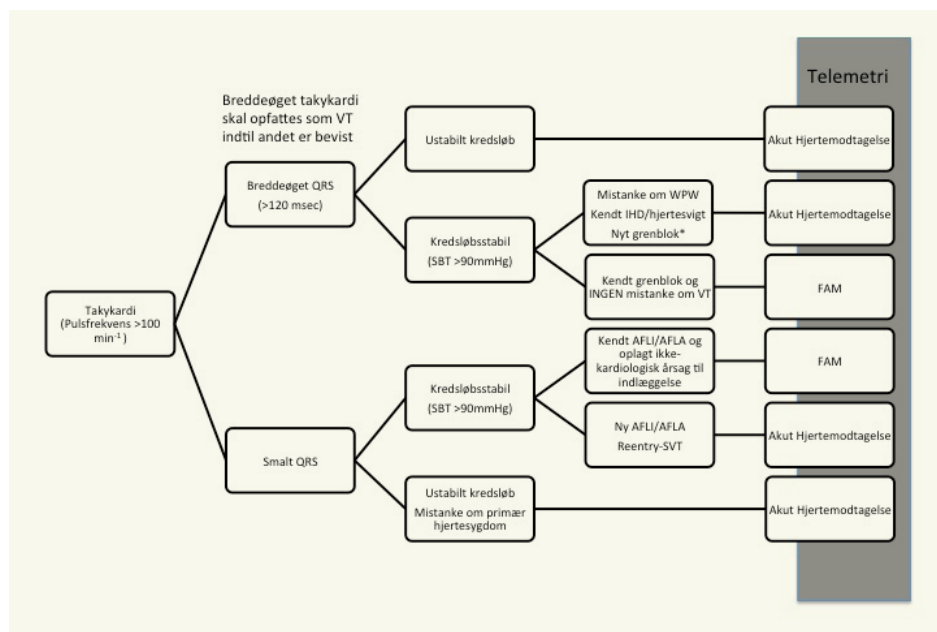 Telemetri
Breddeøget takykardi
skal opfattes som VT
indtil andet er bevist
Takykardi
(Pulsfrekvens >100
min⁻¹)
Breddeøget QRS
(>120 msec)
Ustabilt kredsløb
Akut Hjertemodtagelse
Kredsløbsstabil
(SBT >90mmHg)
Mistanke om WPW
Kendt IHD/hjertesvigt
Nyt grenblok*
Akut Hjertemodtagelse
Kendt grenblok og
INGEN mistanke om VT
FAM
Smalt QRS
Kredsløbsstabil
(SBT >90mmHg)
Kendt AFLI/AFLA og
oplagt ikke-
kardiologisk årsag til
indlæggelse
FAM
Ny AFLI/AFLA
Reentry-SVT
Akut Hjertemodtagelse
Ustabilt kredsløb
Mistanke om primær
hjertesygdom
Akut Hjertemodtagelse